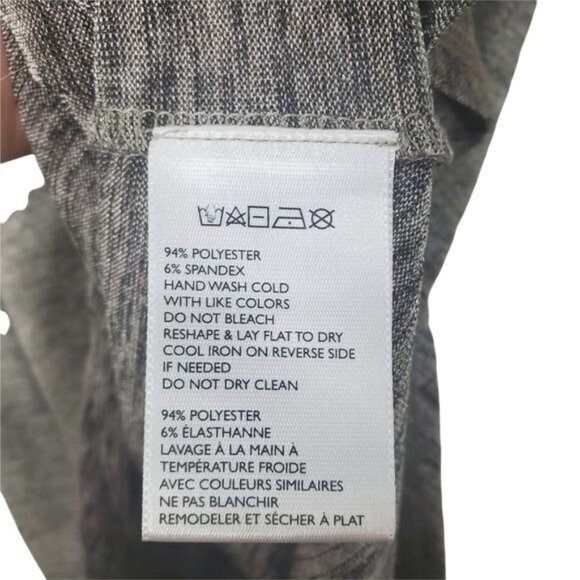 94% POLYESTER
6% SPANDEX
HAND WASH COLD
WITH LIKE COLORS
DO NOT BLEACH
RESHAPE & LAY FLAT TO DRY
COOL IRON ON REVERSE SIDE
IF NEEDED
DO NOT DRY CLEAN
94% POLYESTER
6% ÉLASTHANNE
LAVAGE À LA MAIN À
TEMPÉRATURE FROIDE
AVEC COULEURS SIMILAIRES
NE PAS BLANCHIR
REMODELER ET SÉCHER À PLAT